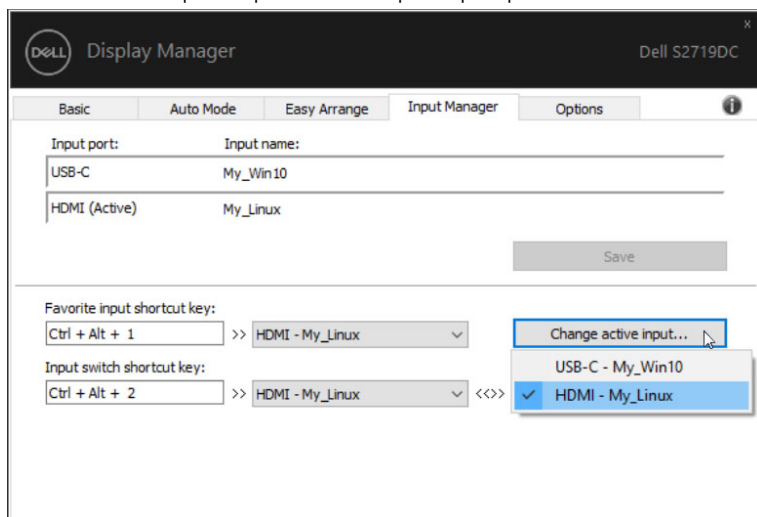 DELL Display Manager Dell S2719DC
x
Basic Auto Mode Easy Arrange Input Manager Options i
Input port: Input name:
USB-C My_Win10
HDMI (Active) My_Linux
Save
Favorite input shortcut key:
Ctrl + Alt + 1 >> HDMI - My_Linux Change active input...
Input switch shortcut key:
USB-C - My_Win10
Ctrl + Alt + 2 >> HDMI - My_Linux <<>> ✓ HDMI - My_Linux